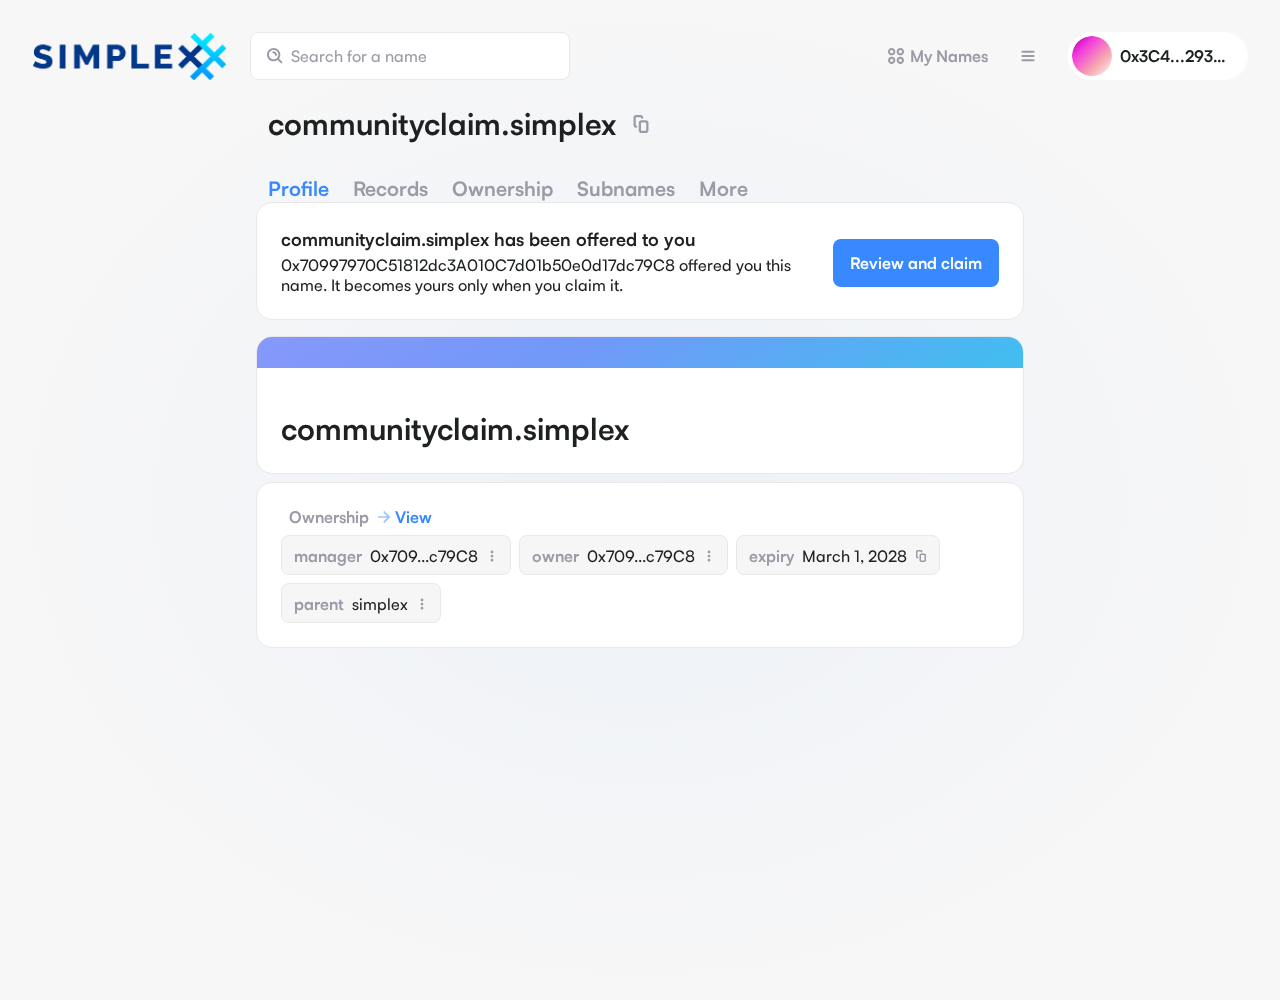 SIMPLEX
Search for a name
My Names
0x3C4...293...
communityclaim.simplex
Profile Records Ownership Subnames More
communityclaim.simplex has been offered to you
0x70997970C51812dc3A010C7d01b50e0d17dc79C8 offered you this
name. It becomes yours only when you claim it.
Review and claim
communityclaim.simplex
Ownership View
manager 0x709...c79C8 owner 0x709...c79C8 expiry March 1, 2028
parent simplex